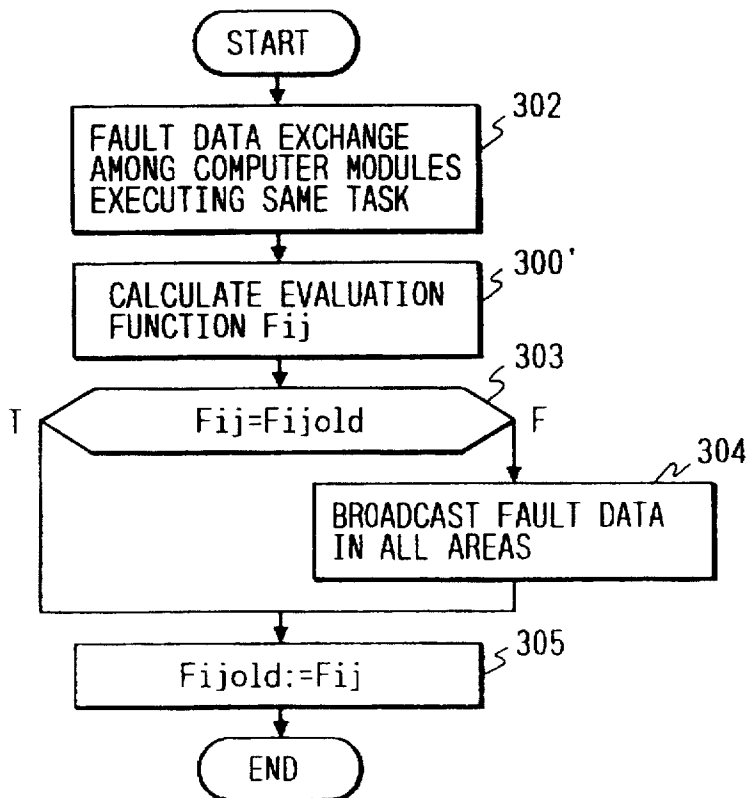 START
302
FAULT DATA EXCHANGE
AMONG COMPUTER MODULES
EXECUTING SAME TASK
300'
CALCULATE EVALUATION
FUNCTION Fij
303
T Fij=Fijold F
304
BROADCAST FAULT DATA
IN ALL AREAS
305
Fijold:=Fij
END